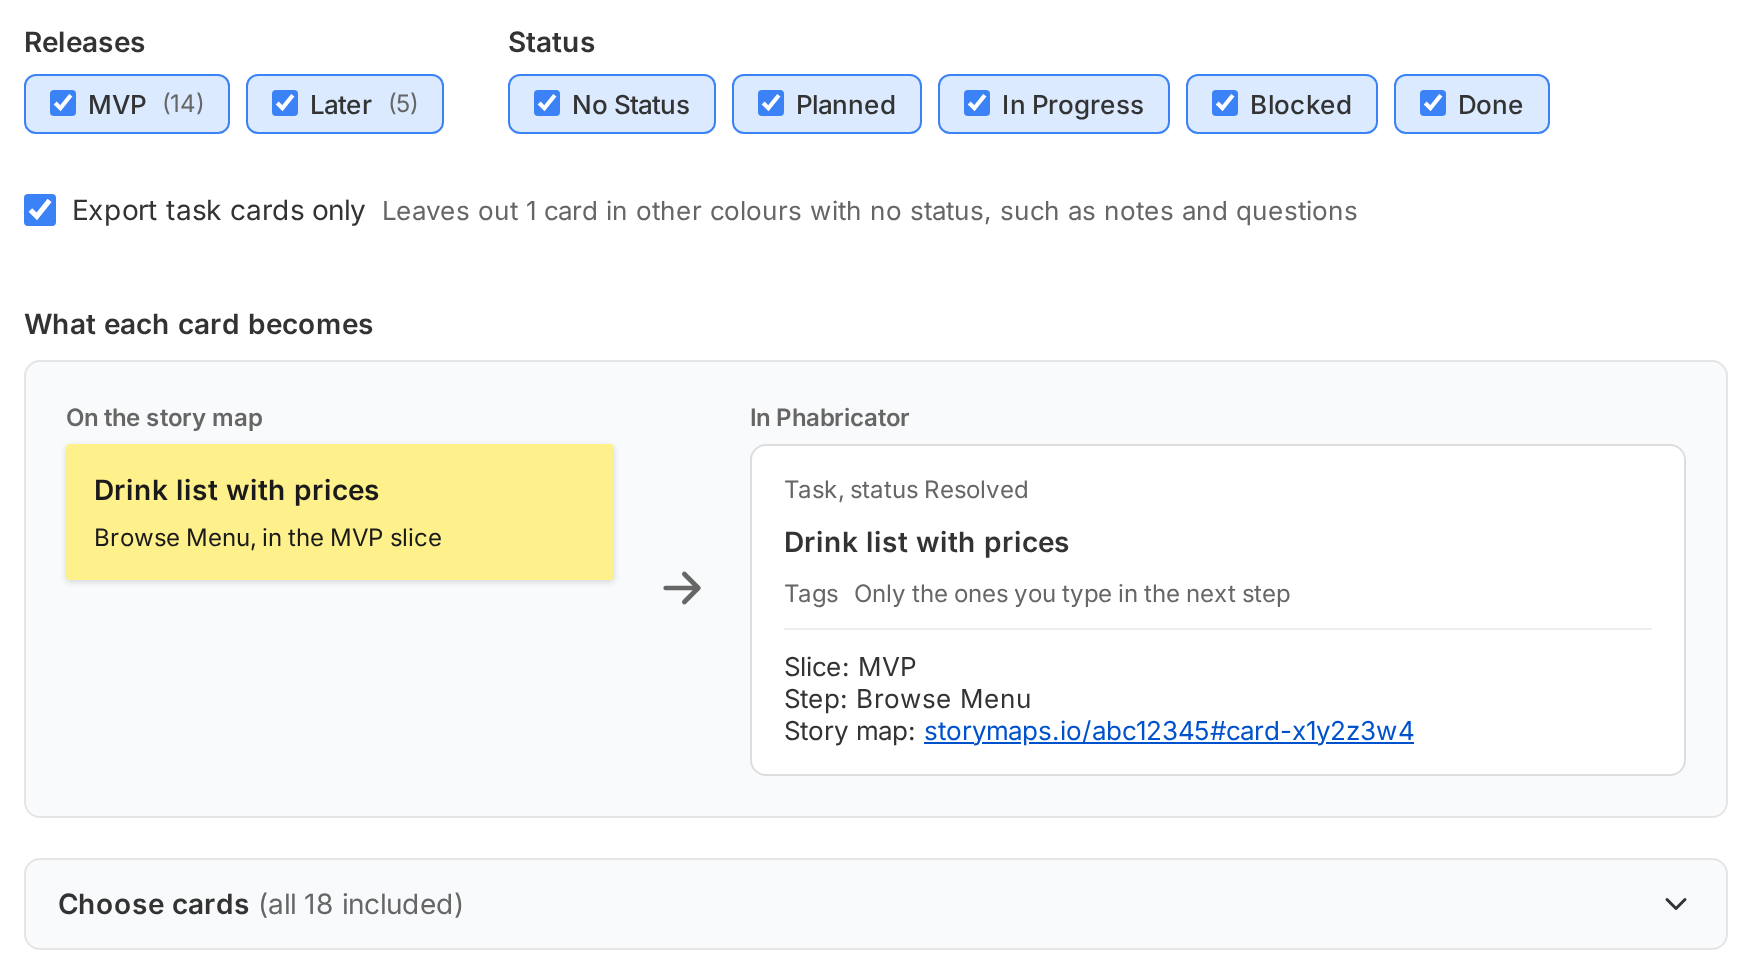 Releases
MVP (14)
Later (5)
Status
No Status
Planned
In Progress
Blocked
Done
Export task cards only Leaves out 1 card in other colours with no status, such as notes and questions
What each card becomes
On the story map
Drink list with prices
Browse Menu, in the MVP slice
In Phabricator
Task, status Resolved
Drink list with prices
Tags Only the ones you type in the next step
Slice: MVP
Step: Browse Menu
Story map: storymaps.io/abc12345#card-x1y2z3w4
Choose cards (all 18 included)